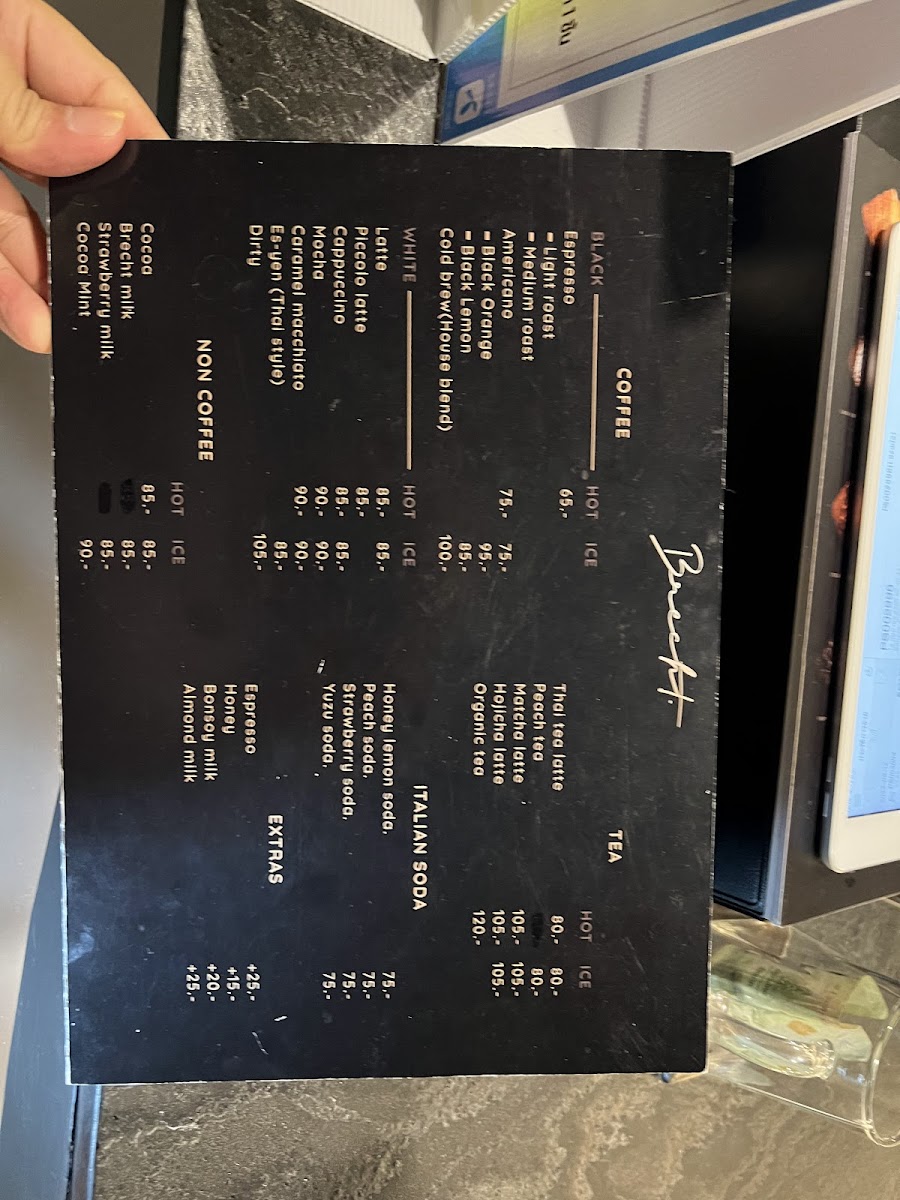 Brecht.
COFFEE
BLACK HOT ICE
Espresso 65.-
- Light roast
- Medium roast
Americano 75.- 75.-
- Black Orange 95.-
- Black Lemon 85.-
Cold brew(House blend) 100.-
WHITE HOT ICE
Latte 85.- 85.-
Piccolo latte 85.-
Cappuccino 85.- 85.-
Mocha 90.- 90.-
Caramel macchiato 90.- 90.-
Es-yen (Thai style) 85.-
Dirty 105.-
NON COFFEE
HOT ICE
Cocoa 85.- 85.-
Brecht milk 85.-
Strawberry milk 85.-
Cocoa Mint 90.-
TEA
HOT ICE
Thai tea latte 80.- 80.-
Peach tea 80.-
Matcha latte 105.- 105.-
Hojicha latte 105.- 105.-
Organic tea 120.-
ITALIAN SODA
Honey lemon soda. 75.-
Peach soda. 75.-
Strawberry soda. 75.-
Yuzu soda. 75.-
EXTRAS
Espresso +25.-
Honey +15.-
Bonsoy milk +20.-
Almond milk +25.-
1 ชิ้น